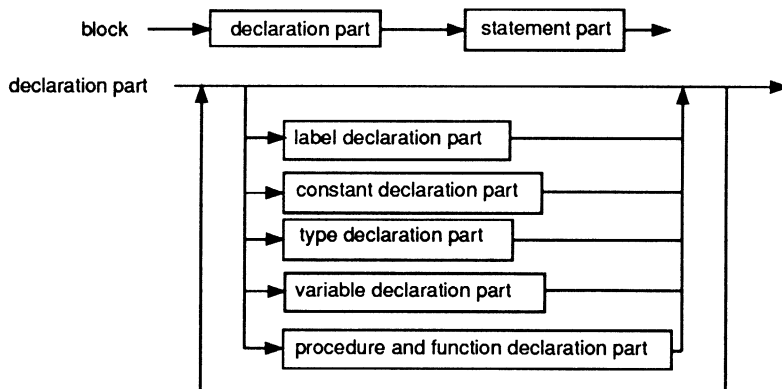 block declaration part statement part
declaration part
label declaration part
constant declaration part
type declaration part
variable declaration part
procedure and function declaration part